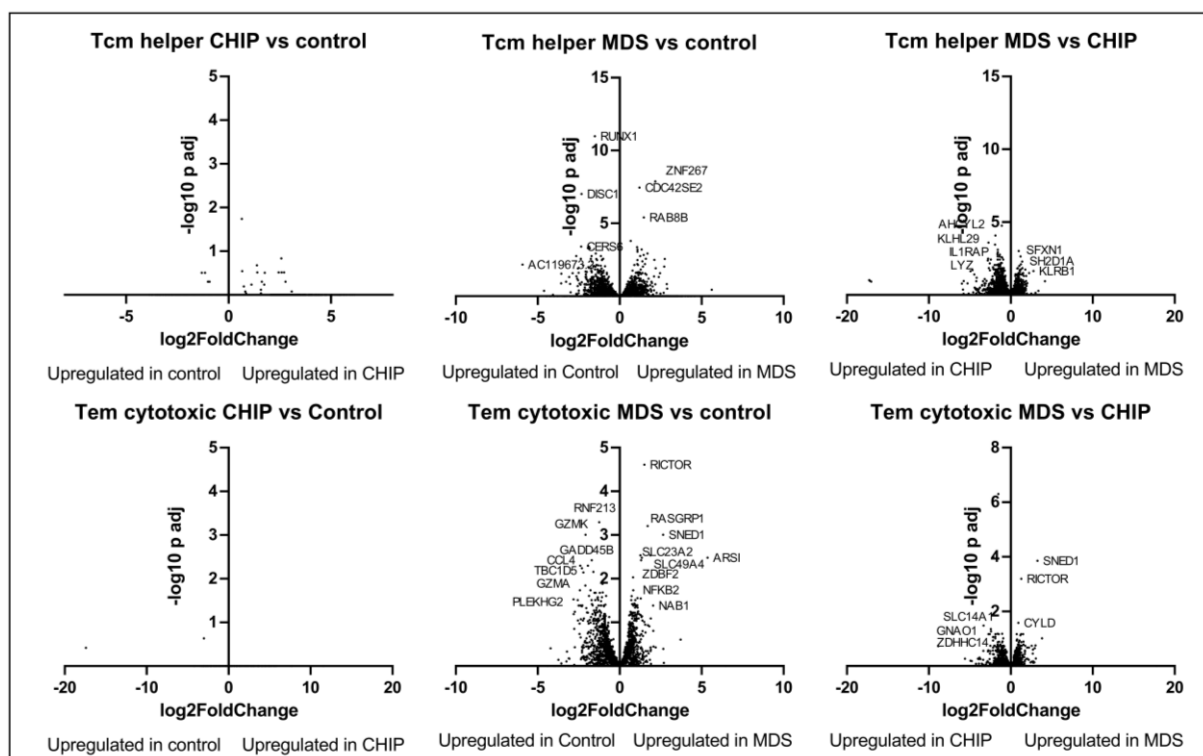 Tcm helper CHIP vs control
5
4
3
2
1
-log10 p adj
-5
0
5
log2FoldChange
Upregulated in control
Upregulated in CHIP
Tcm helper MDS vs control
15
10
5
-log10 p adj
RUNX1
ZNF267
CDC42SE2
DISC1
RAB8B
CERS6
AC119673
-10
-5
0
5
10
log2FoldChange
Upregulated in Control
Upregulated in MDS
Tcm helper MDS vs CHIP
15
10
5
-log10 p adj
AHCYL2
KLHL29
IL1RAP
LYZ
SFXN1
SH2D1A
KLRB1
-20
-10
0
10
20
log2FoldChange
Upregulated in CHIP
Upregulated in MDS
Tem cytotoxic CHIP vs Control
5
4
3
2
1
-log10 p adj
-20
-10
0
10
20
log2FoldChange
Upregulated in control
Upregulated in CHIP
Tem cytotoxic MDS vs control
5
4
3
2
1
-log10 p adj
RICTOR
RNF213
GZMK
RASGRP1
SNED1
GADD45B
SLC23A2
CCL4
ARSI
SLC49A4
TBC1D5
ZDBF2
GZMA
NFKB2
PLEKHG2
NAB1
-10
-5
0
5
10
log2FoldChange
Upregulated in Control
Upregulated in MDS
Tem cytotoxic MDS vs CHIP
8
6
4
2
-log10 p adj
SNED1
RICTOR
SLC14A1
CYLD
GNAO1
ZDHHC14
-20
-10
0
10
20
log2FoldChange
Upregulated in CHIP
Upregulated in MDS